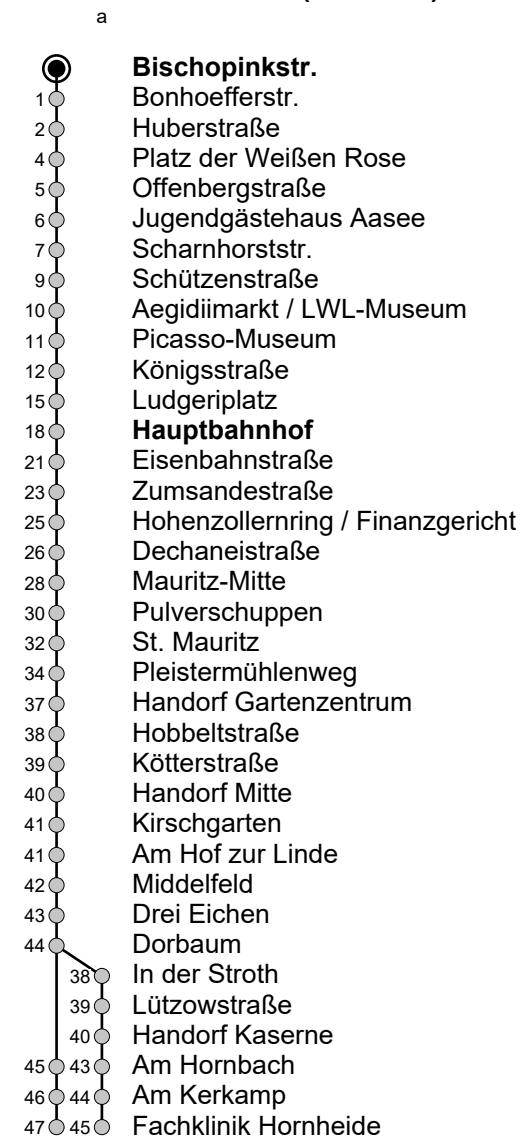 a
Bischopinkstr.
1 Bonhoefferstr.
2 Huberstraße
4 Platz der Weißen Rose
5 Offenbergstraße
6 Jugendgästehaus Aasee
7 Scharnhorststr.
9 Schützenstraße
10 Aegidiimarkt / LWL-Museum
11 Picasso-Museum
12 Königsstraße
15 Ludgeriplatz
18 Hauptbahnhof
21 Eisenbahnstraße
23 Zumsandestraße
25 Hohenzollernring / Finanzgericht
26 Dechaneistraße
28 Mauritz-Mitte
30 Pulverschuppen
32 St. Mauritz
34 Pleistermühlenweg
37 Handorf Gartenzentrum
38 Hobbeltstraße
39 Kötterstraße
40 Handorf Mitte
41 Kirschgarten
41 Am Hof zur Linde
42 Middelfeld
43 Drei Eichen
44 Dorbaum
38 In der Stroth
39 Lützowstraße
40 Handorf Kaserne
45 43 Am Hornbach
46 44 Am Kerkamp
47 45 Fachklinik Hornheide